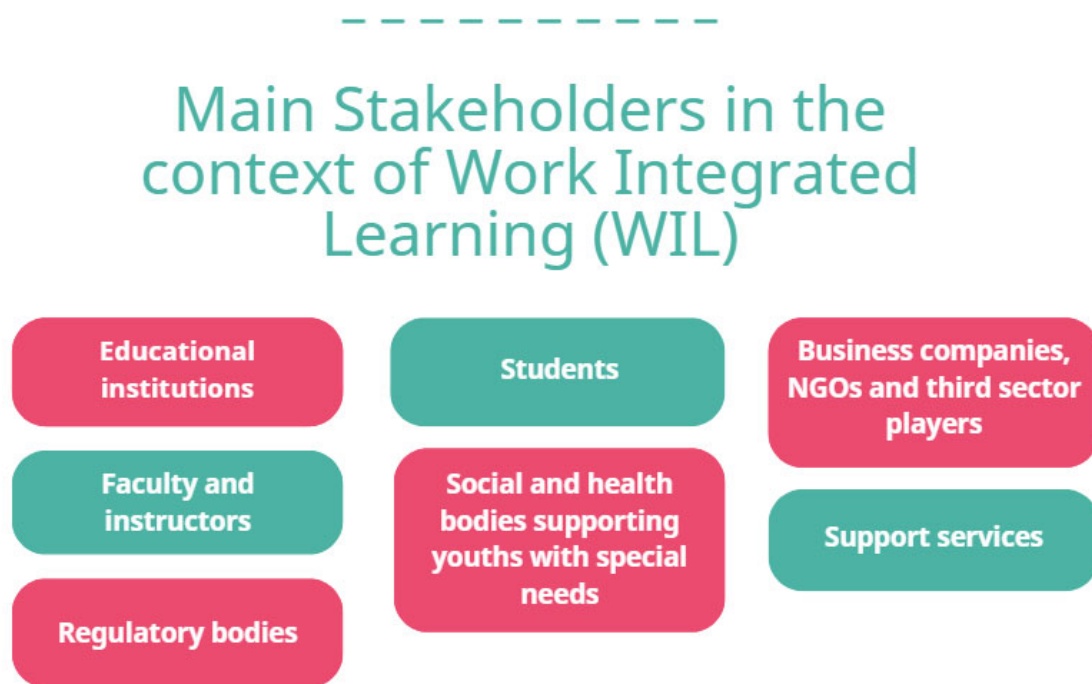 Main Stakeholders in the
context of Work Integrated
Learning (WIL)
Educational
institutions
Faculty and
instructors
Regulatory bodies
Students
Social and health
bodies supporting
youths with special
needs
Business companies,
NGOs and third sector
players
Support services